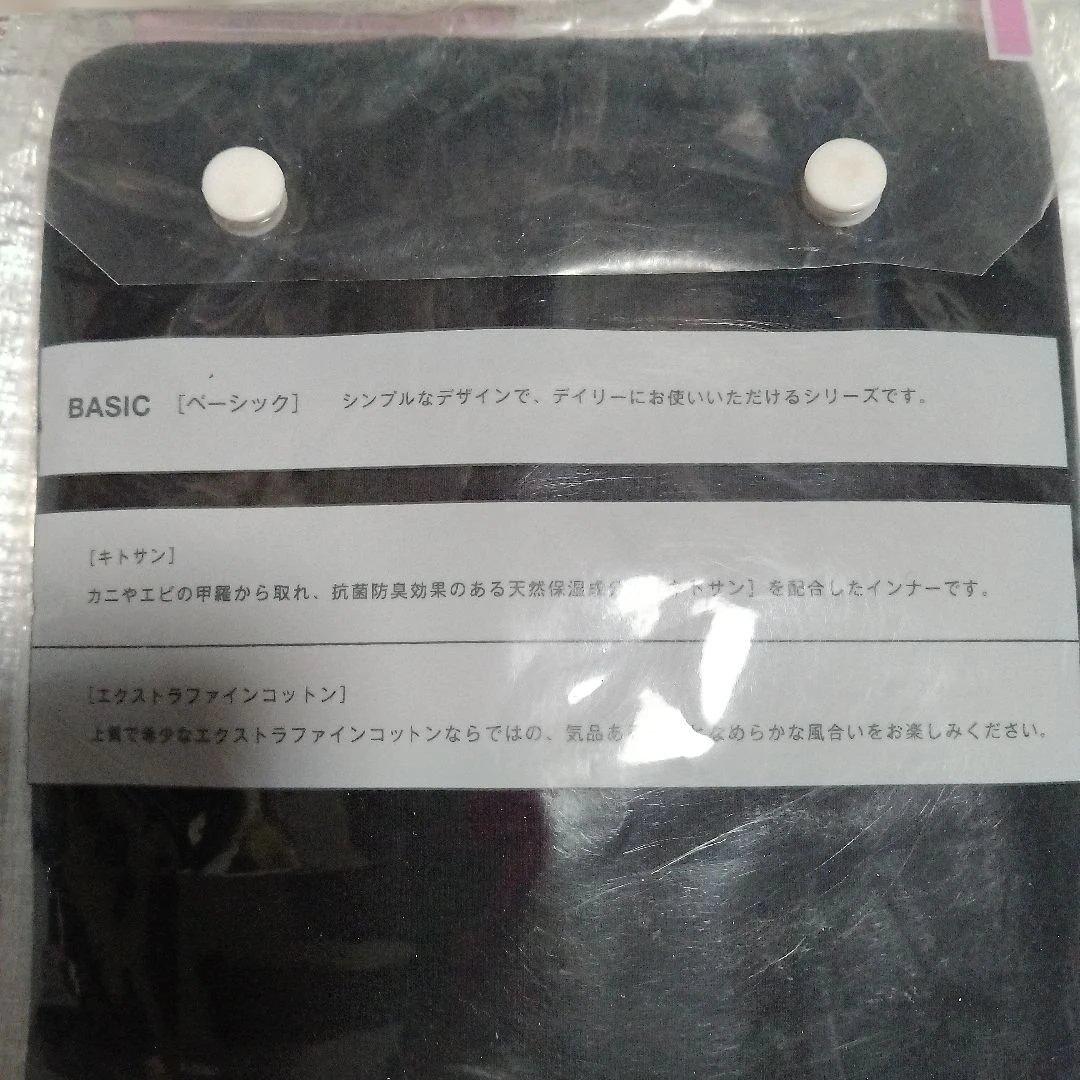 BASIC [ベーシック] シンプルなデザインで、デイリーにお使いいただけるシリーズです。
[キトサン]
カニやエビの甲羅から取れ、抗菌防臭効果のある天然保湿成分 キトサン]を配合したインナーです。
[エクストラファインコットン]
上質で希少なエクストラファインコットンならではの、気品あ なめらかな風合いをお楽しみください。